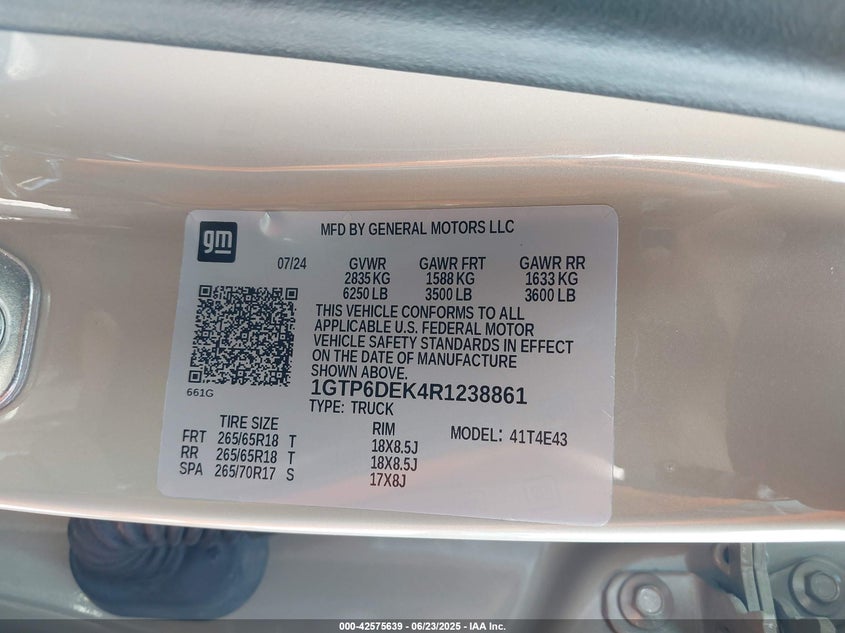 gm
MFD BY GENERAL MOTORS LLC
07/24 GVWR GAWR FRT GAWR RR
2835 KG 1588 KG 1633 KG
6250 LB 3500 LB 3600 LB
THIS VEHICLE CONFORMS TO ALL
APPLICABLE U.S. FEDERAL MOTOR
VEHICLE SAFETY STANDARDS IN EFFECT
ON THE DATE OF MANUFACTURE
SHOWN ABOVE.
661G
1GTP6DEK4R1238861
TYPE: TRUCK
TIRE SIZE RIM MODEL: 41T4E43
FRT 265/65R18 T 18X8.5J
RR 265/65R18 T 18X8.5J
SPA 265/70R17 S 17X8J
gm
000-42575639 - 06/23/2025 - IAA Inc.